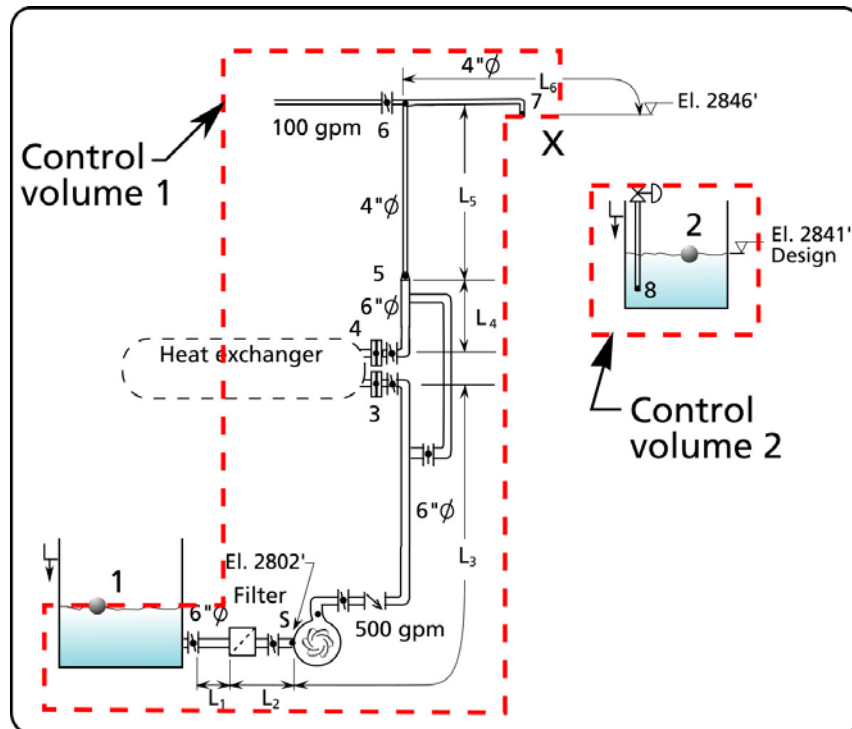 4"Ø
L6
7
El. 2846'
6
100 gpm
X
Control
volume 1
L5
4"Ø
2
El. 2841'
Design
8
5
6"Ø
L4
4
Heat exchanger
3
Control
volume 2
6"Ø
L3
El. 2802'
1
Filter
6"Ø
S
500 gpm
L1
L2